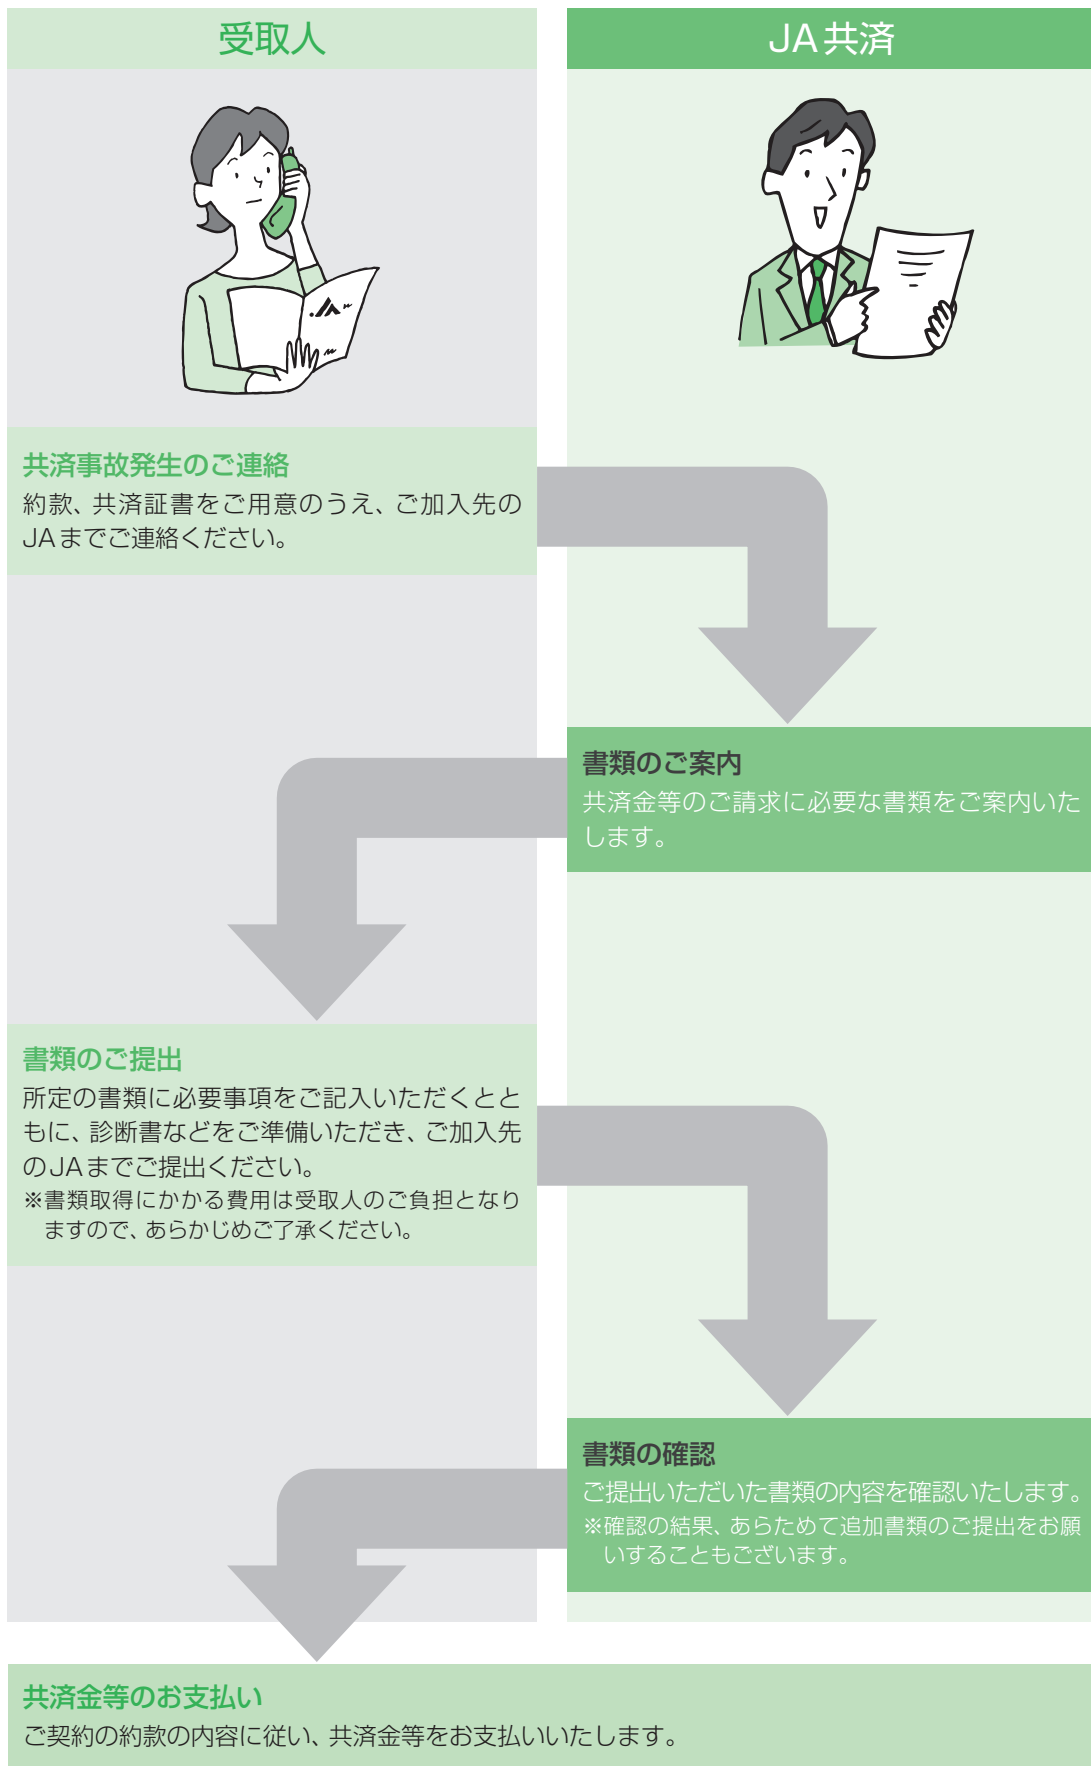 受取人
JA共済
共済事故発生のご連絡
約款、共済証書をご用意のうえ、ご加入先の
JAまでご連絡ください。
書類のご案内
共済金等のご請求に必要な書類をご案内いた
します。
書類のご提出
所定の書類に必要事項をご記入いただくとと
もに、診断書などをご準備いただき、ご加入先
のJAまでご提出ください。
※書類取得にかかる費用は受取人のご負担となり
ますので、あらかじめご了承ください。
書類の確認
ご提出いただいた書類の内容を確認いたします。
※確認の結果、あらためて追加書類のご提出をお願
いすることもございます。
共済金等のお支払い
ご契約の約款の内容に従い、共済金等をお支払いいたします。